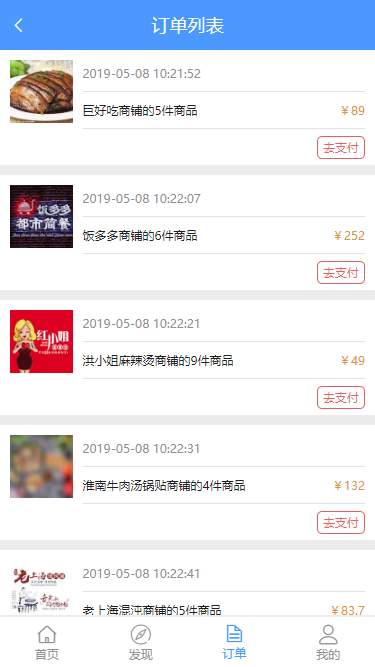 订单列表
2019-05-08 10:21:52
巨好吃商铺的5件商品
￥89
去支付
饭多多
都市简餐
2019-05-08 10:22:07
饭多多商铺的6件商品
￥252
去支付
红小姐
2019-05-08 10:22:21
洪小姐麻辣烫商铺的9件商品
￥49
去支付
2019-05-08 10:22:31
淮南牛肉汤锅贴商铺的4件商品
￥132
去支付
老上海
2019-05-08 10:22:41
老上海混沌商铺的5件商品
￥83.7
首页
发现
订单
我的